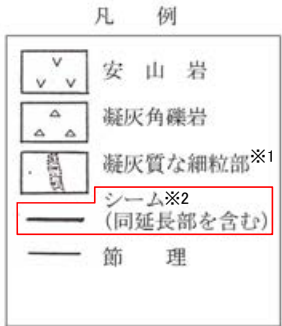 凡 例
安 山 岩
凝灰角礫岩
凝灰質な細粒部※1
シーム※2
(同延長部を含む)
節 理